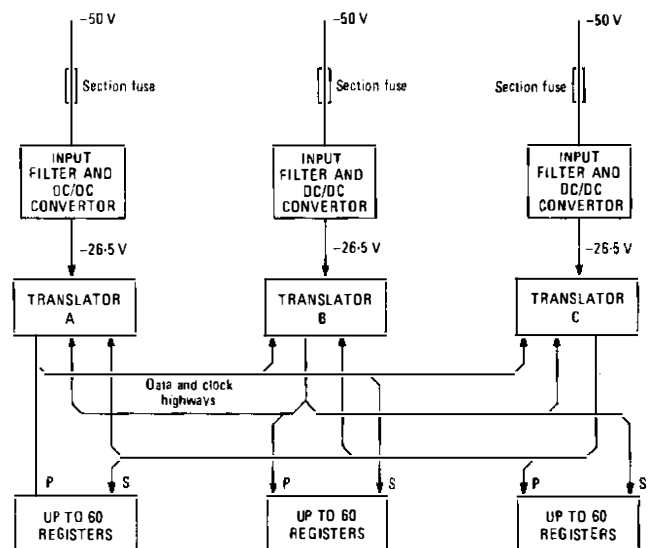 -50 V
-50 V
-50 V
Section fuse
Section fuse
Section fuse
INPUT
FILTER AND
DC/DC
CONVERTOR
INPUT
FILTER AND
DC/DC
CONVERTOR
INPUT
FILTER AND
DC/DC
CONVERTOR
-26·5 V
-26·5 V
-26·5 V
TRANSLATOR
A
TRANSLATOR
B
TRANSLATOR
C
Data and clock
highways
P
S
P
S
P
S
UP TO 60
REGISTERS
UP TO 60
REGISTERS
UP TO 60
REGISTERS